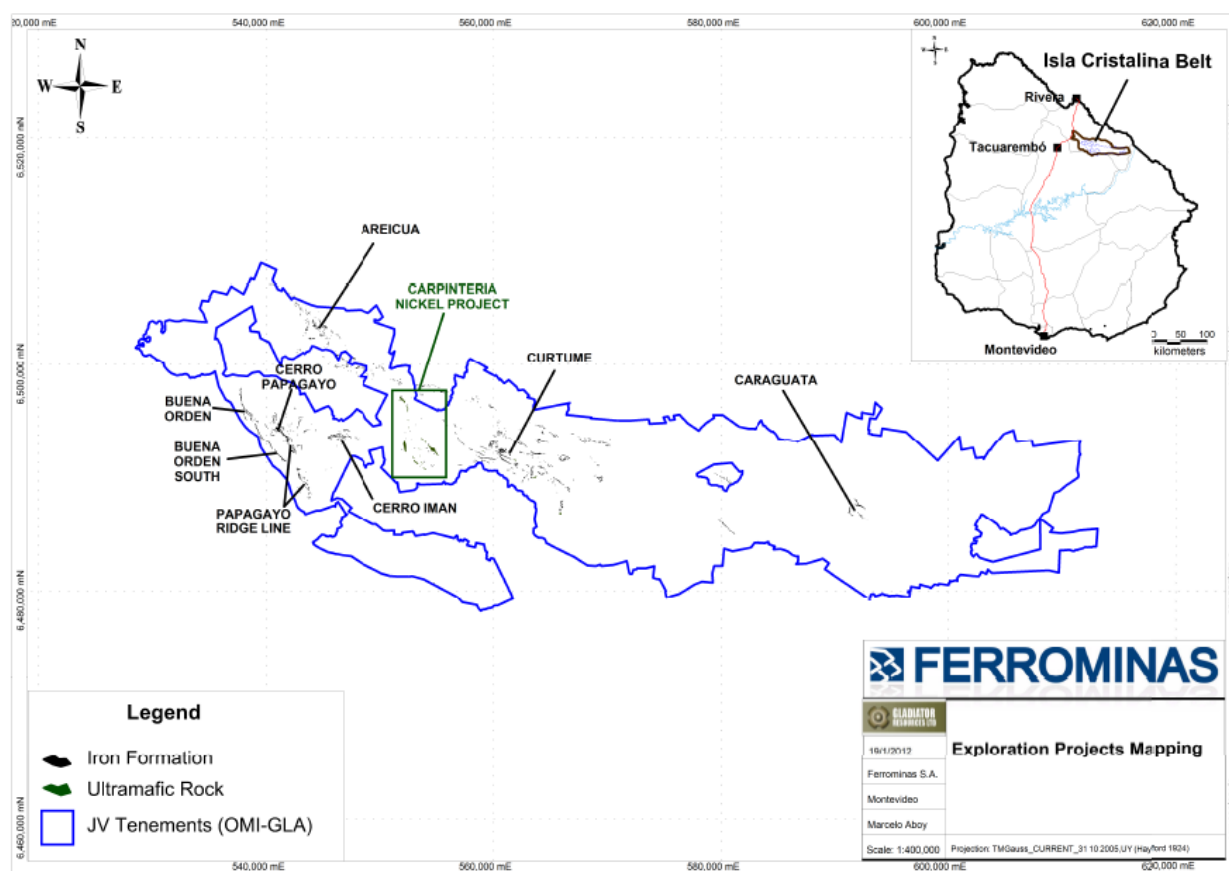 20,000 mE
540,000 mE
560,000 mE
580,000 mE
600,000 mE
620,000 mE
N
W
E
S
6,520,000 mN
6,500,000 mN
6,480,000 mN
6,460,000 mN
Isla Cristalina Belt
Rivera
Tacuarembó
Montevideo
0 50 100
kilometers
AREICUA
CARPINTERIA
NICKEL PROJECT
CURTUME
CARAGUATA
CERRO
PAPAGAYO
BUENA
ORDEN
BUENA
ORDEN
SOUTH
PAPAGAYO
RIDGE LINE
CERRO IMAN
Legend
Iron Formation
Ultramafic Rock
JV Tenements (OMI-GLA)
FERROMINAS
GLADIATOR
RESOURCES LTD
19/1/2012
Exploration Projects Mapping
Ferrominas S.A.
Montevideo
Marcelo Aboy
Scale: 1:400,000
Projection: TMGauss_CURRENT_31 10 2005,UY (Hayford 1924)
540,000 mE
560,000 mE
580,000 mE
600,000 mE
620,000 mE